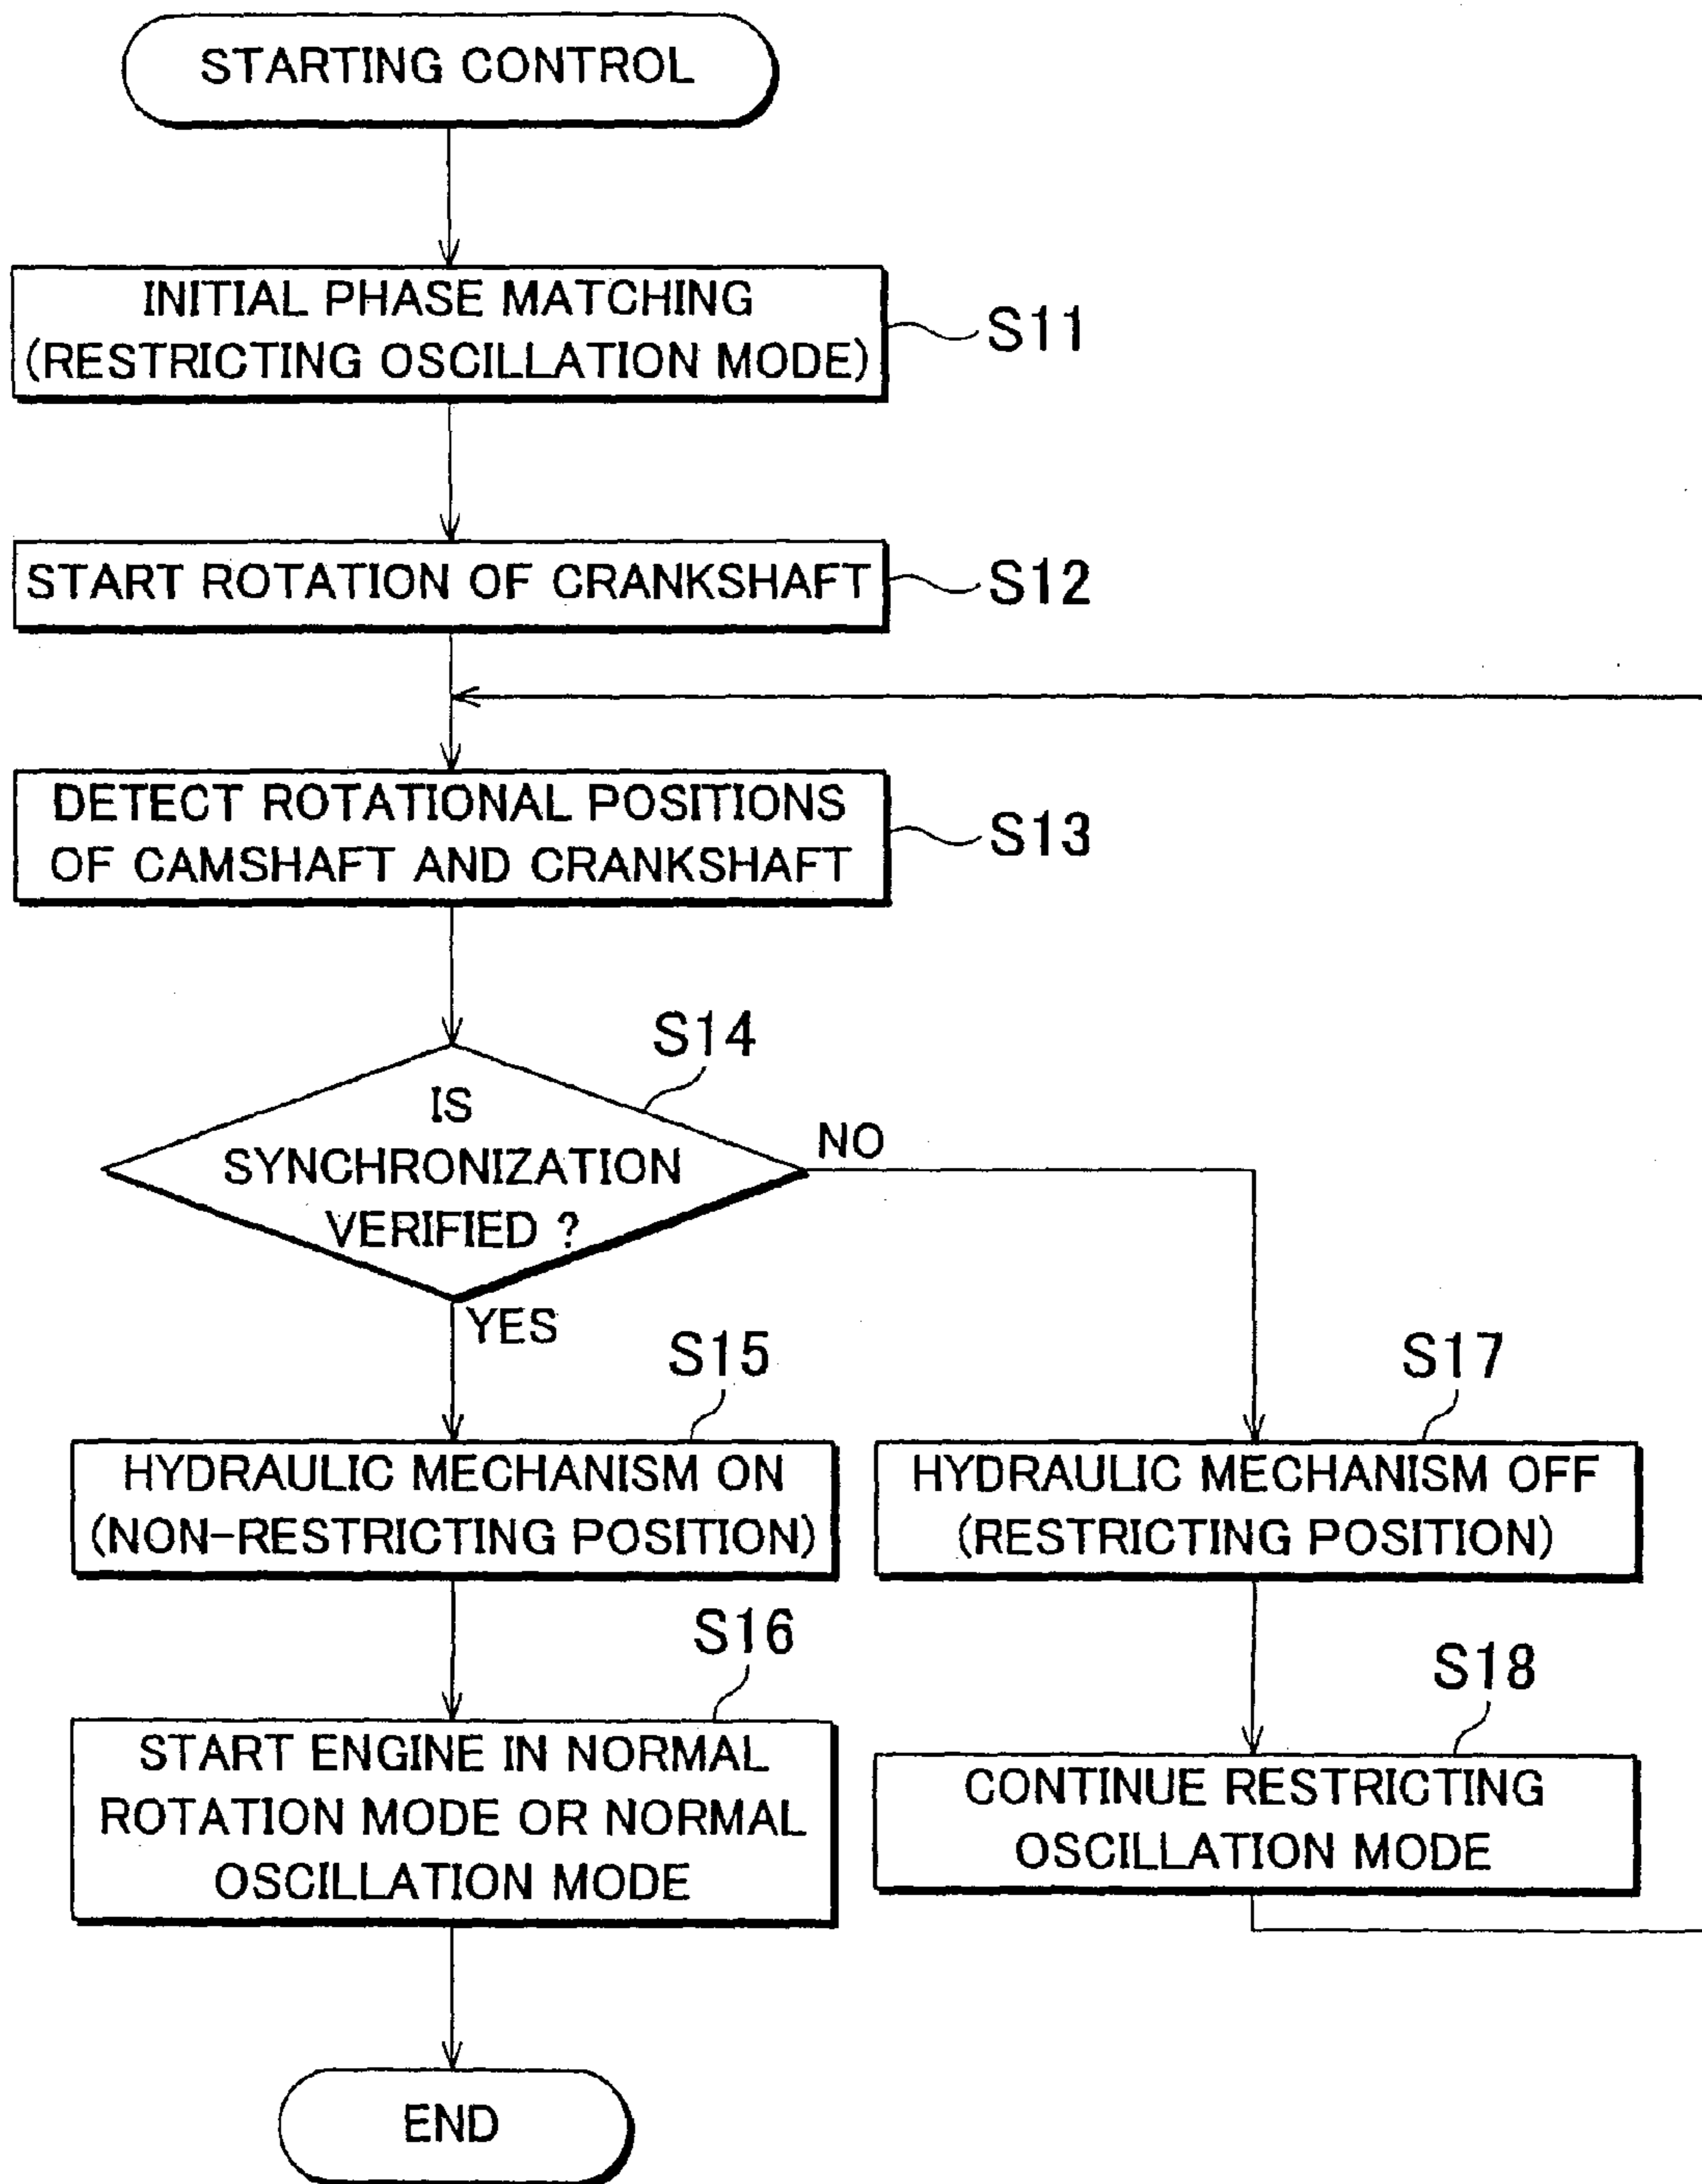 STARTING CONTROL
INITIAL PHASE MATCHING
(RESTRICTING OSCILLATION MODE)
S11
START ROTATION OF CRANKSHAFT
S12
DETECT ROTATIONAL POSITIONS
OF CAMSHAFT AND CRANKSHAFT
S13
S14
IS
SYNCHRONIZATION
VERIFIED ?
NO
YES
S15
HYDRAULIC MECHANISM ON
(NON-RESTRICTING POSITION)
S16
START ENGINE IN NORMAL
ROTATION MODE OR NORMAL
OSCILLATION MODE
S17
HYDRAULIC MECHANISM OFF
(RESTRICTING POSITION)
S18
CONTINUE RESTRICTING
OSCILLATION MODE
END